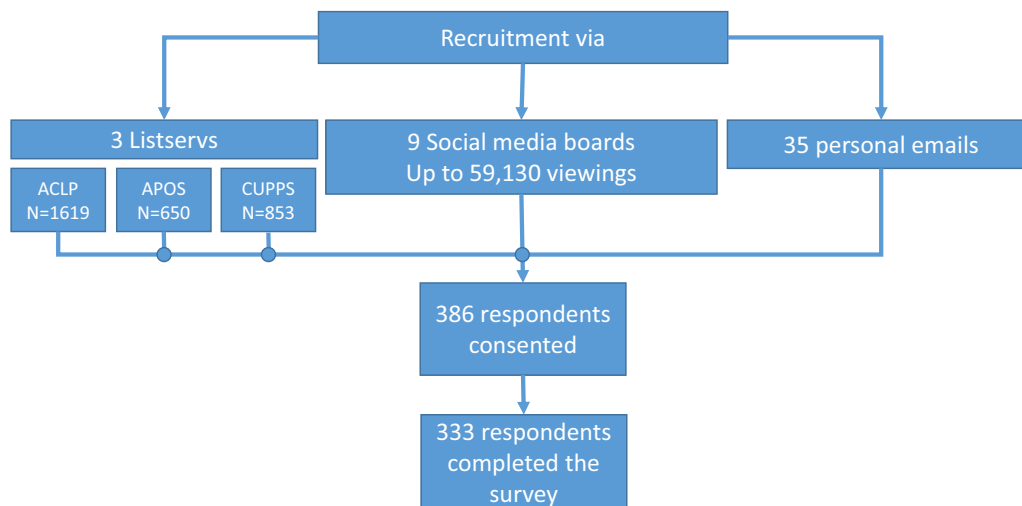 Recruitment via
3 Listservs
9 Social media boards
Up to 59,130 viewings
35 personal emails
ACLP
N=1619
APOS
N=650
CUPPS
N=853
386 respondents
consented
333 respondents
completed the
survey